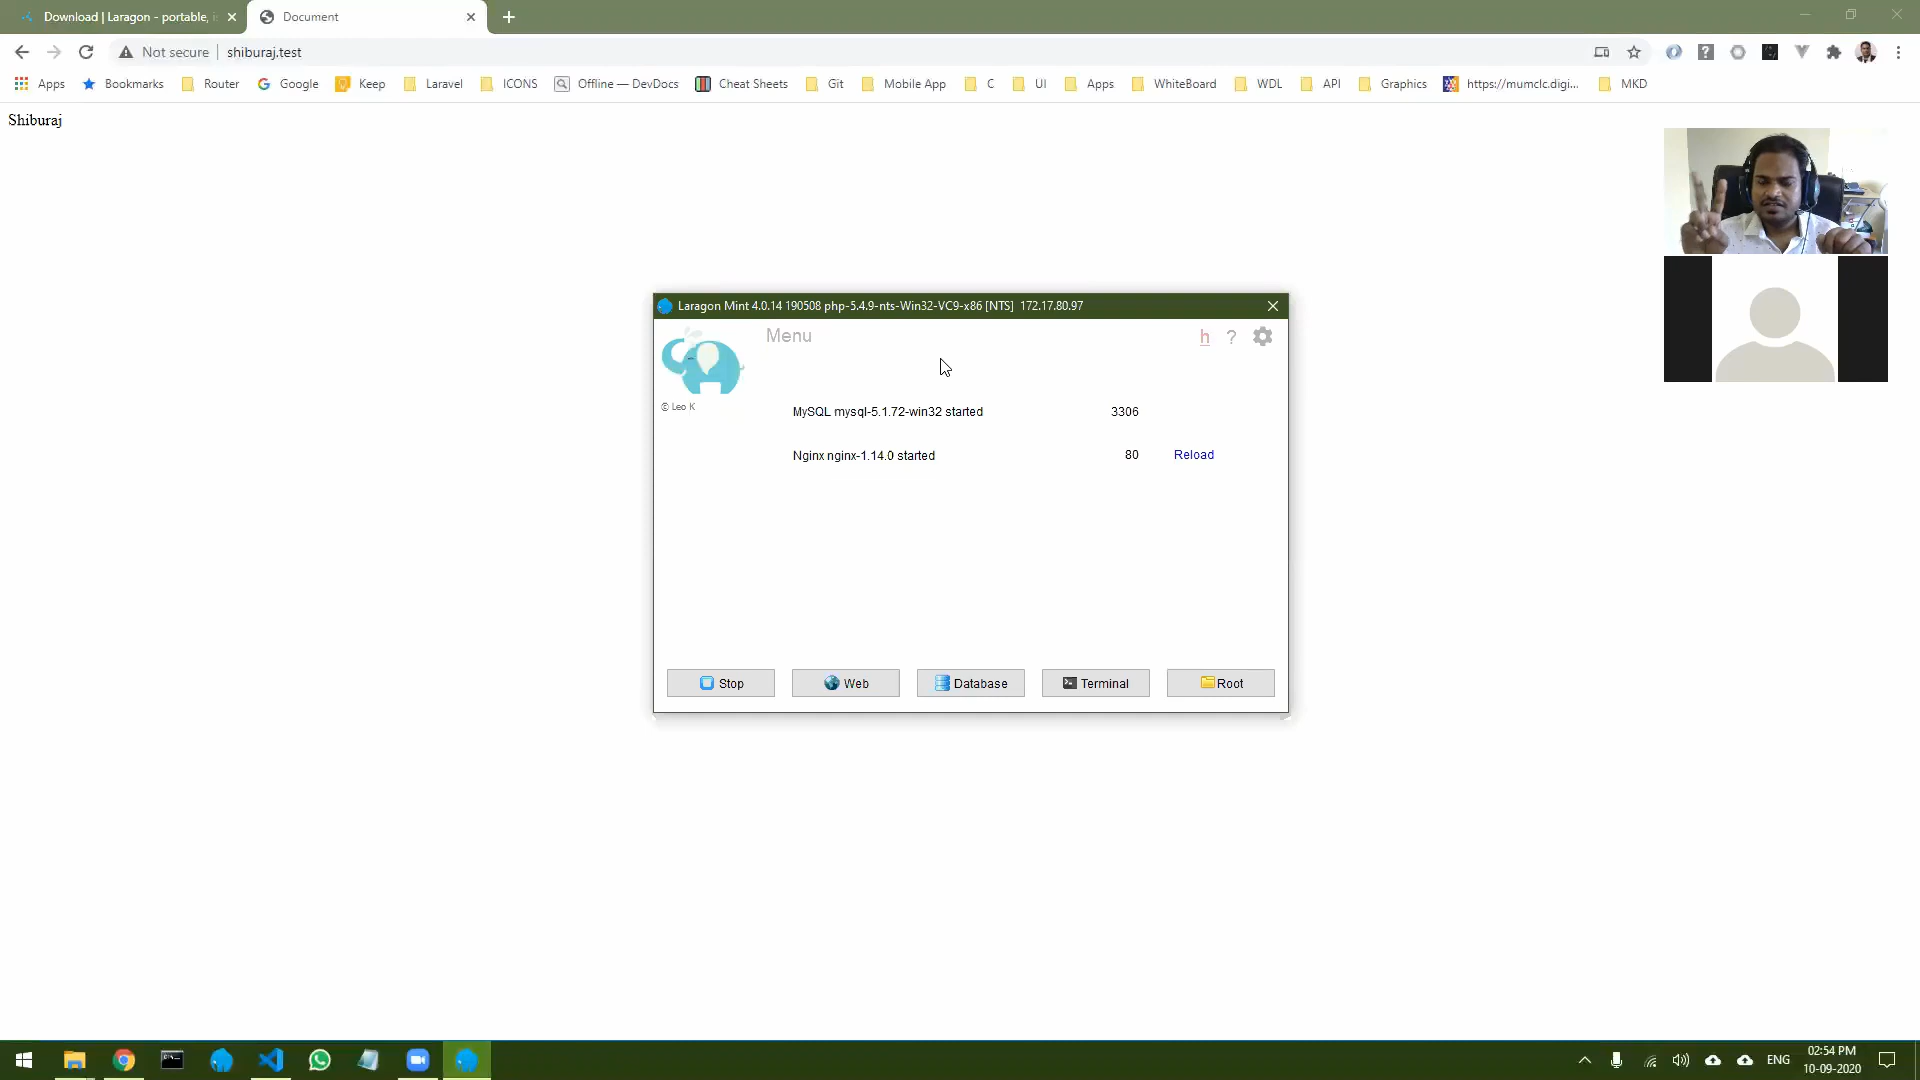 Download | Laragon - portable,
Document
Not secure
shiburaj.test
Apps
Bookmarks
Router
Google
Keep
Laravel
ICONS
Offline — DevDocs
Cheat Sheets
Git
Mobile App
C
UI
Apps
WhiteBoard
WDL
API
Graphics
https://mumclc.digi...
MKD
Shiburaj
Laragon Mint 4.0.14 190508 php-5.4.9-nts-Win32-VC9-x86 [NTS] 172.17.80.97
Menu
h ?
© Leo K
MySQL mysql-5.1.72-win32 started 3306
Nginx nginx-1.14.0 started 80 Reload
Stop
Web
Database
Terminal
Root
ENG
02:54 PM
10-09-2020